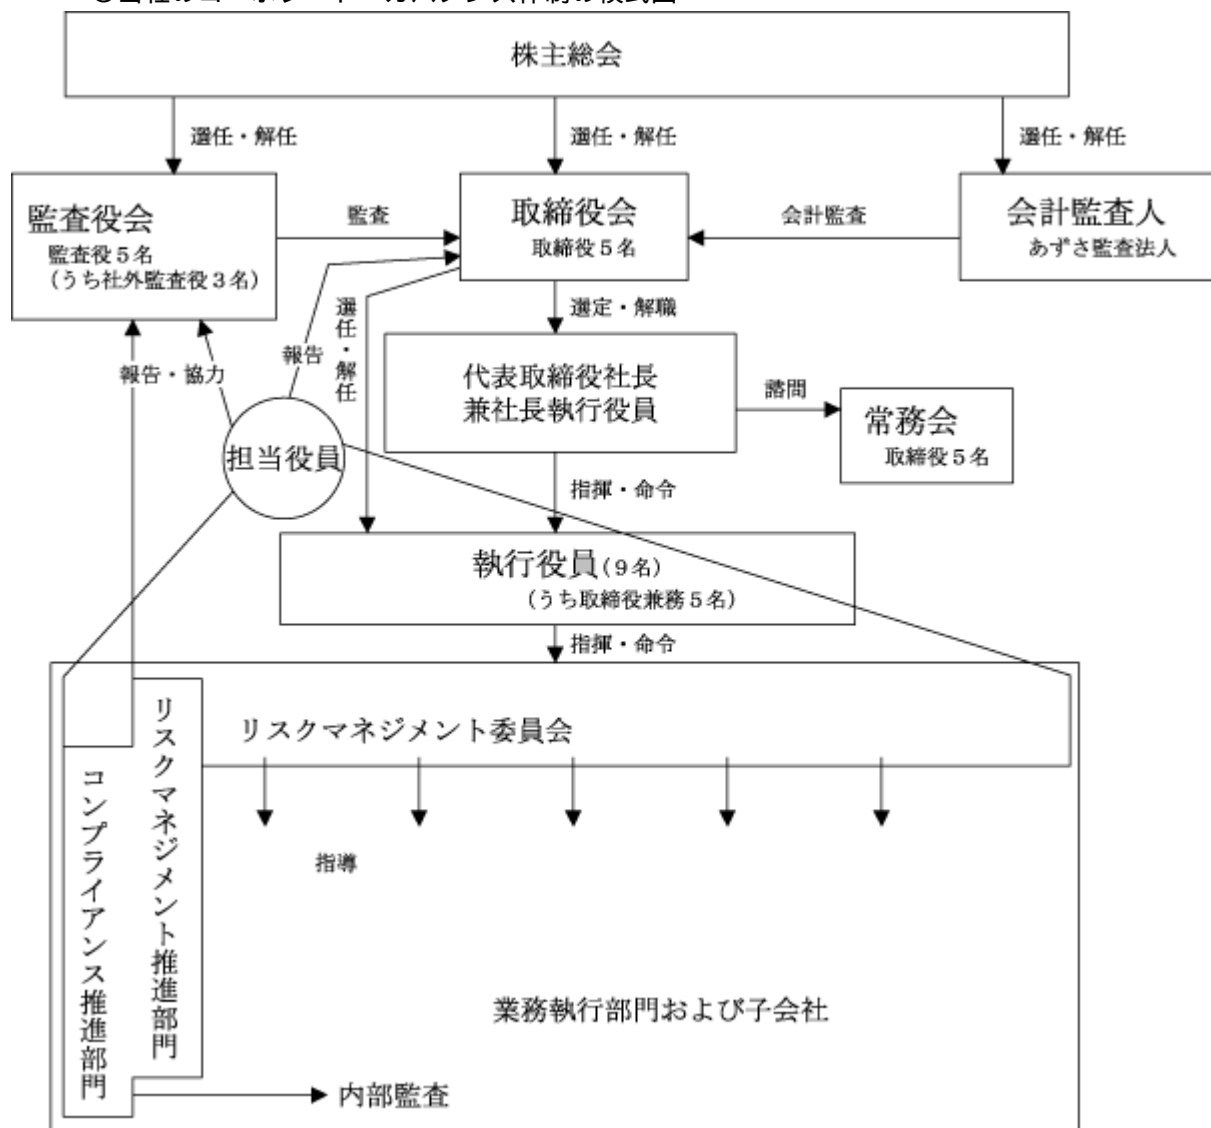 株主総会
選任・解任
選任・解任
選任・解任
監査役会
監査役5名
(うち社外監査役3名)
監査
取締役会
取締役5名
会計監査
会計監査人
あずさ監査法人
選任・解任
選定・解職
報告
報告・協力
代表取締役社長
兼社長執行役員
諮問
常務会
取締役5名
担当役員
指揮・命令
執行役員(9名)
(うち取締役兼務5名)
指揮・命令
リスクマネジメント委員会
リスクマネジメント推進部門
コンプライアンス推進部門
指導
業務執行部門および子会社
内部監査